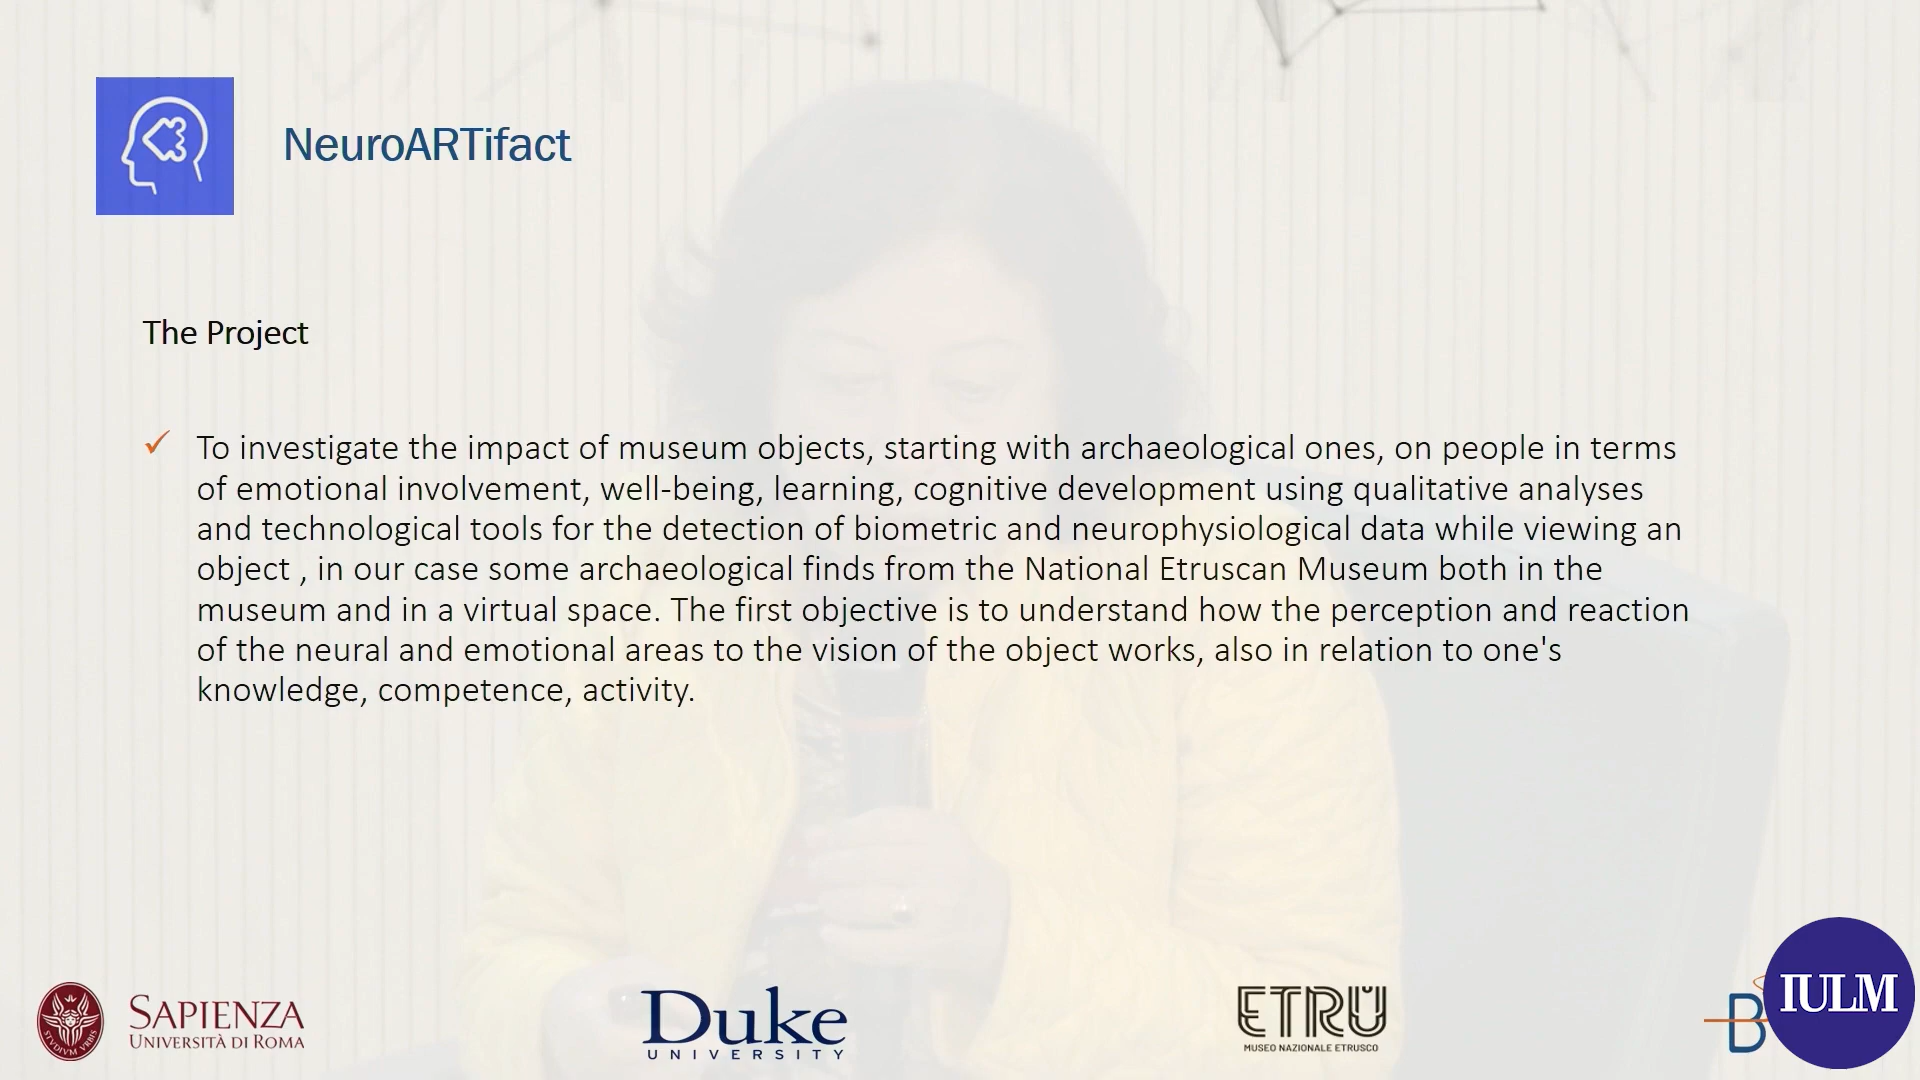 NeuroARTifact
The Project
To investigate the impact of museum objects, starting with archaeological ones, on people in terms
of emotional involvement, well-being, learning, cognitive development using qualitative analyses
and technological tools for the detection of biometric and neurophysiological data while viewing an
object , in our case some archaeological finds from the National Etruscan Museum both in the
museum and in a virtual space. The first objective is to understand how the perception and reaction
of the neural and emotional areas to the vision of the object works, also in relation to one's
knowledge, competence, activity.
STVDIVM VRBIS
SAPIENZA
UNIVERSITÀ DI ROMA
Duke
UNIVERSITY
ETRU
MUSEO NAZIONALE ETRUSCO
B
IULM